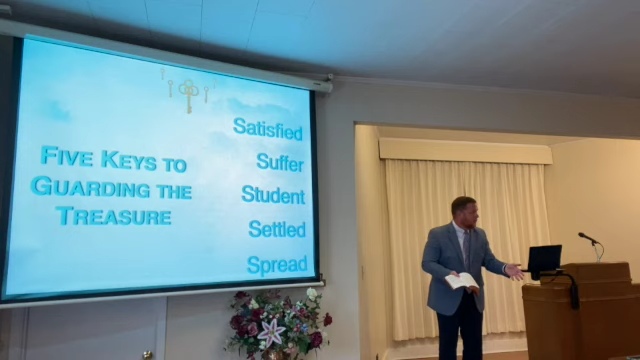 Five Keys to
Guarding the
Treasure
Satisfied
Suffer
Student
Settled
Spread